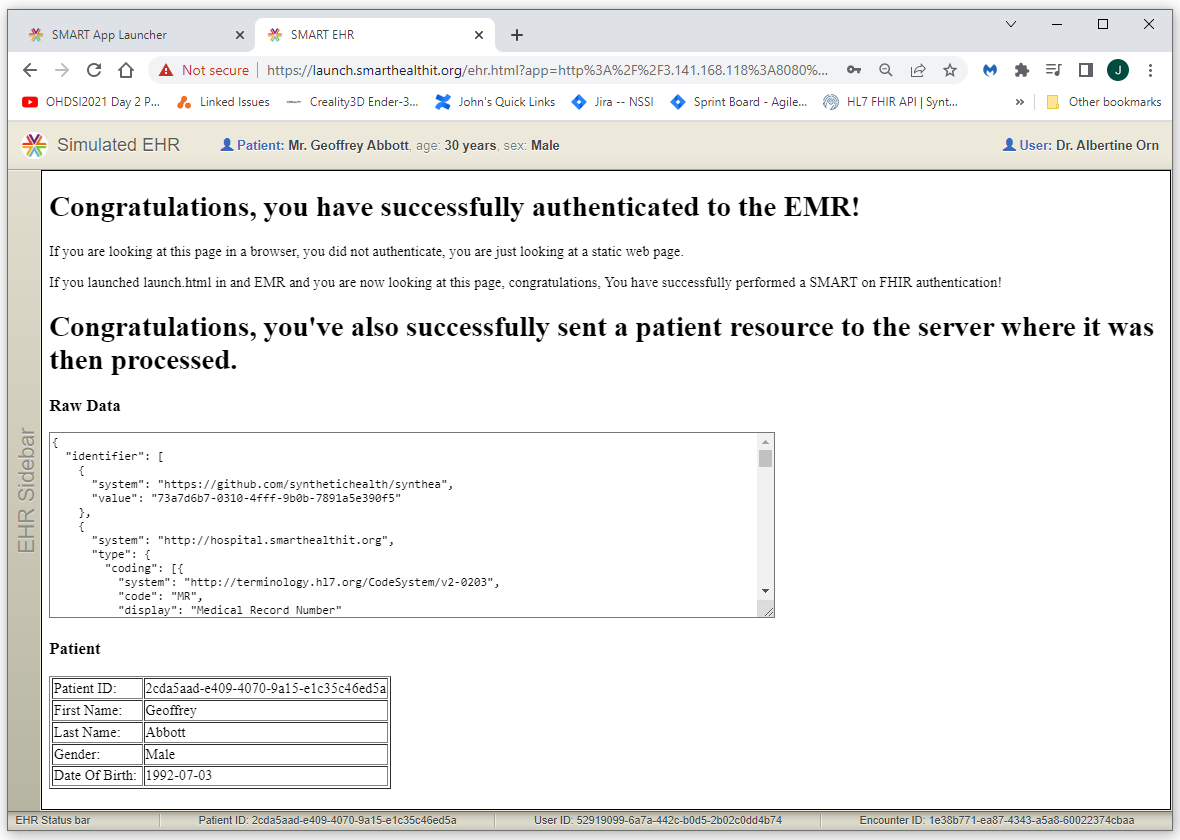 SMART App Launcher
SMART EHR
Not secure
https://launch.smarthealthit.org/ehr.html?app=http%3A%2F%2F3.141.168.118%3A8080%...
J
OHDSI2021 Day 2 P...
Linked Issues
Creality3D Ender-3...
John's Quick Links
Jira -- NSSI
Sprint Board - Agile...
HL7 FHIR API | Synt...
»
Other bookmarks
Simulated EHR
Patient: Mr. Geoffrey Abbott, age: 30 years, sex: Male
User: Dr. Albertine Orn
EHR Sidebar
Congratulations, you have successfully authenticated to the EMR!
If you are looking at this page in a browser, you did not authenticate, you are just looking at a static web page.
If you launched launch.html in and EMR and you are now looking at this page, congratulations, You have successfully performed a SMART on FHIR authentication!
Congratulations, you've also successfully sent a patient resource to the server where it was
then processed.
Raw Data
{
"identifier": [
{
"system": "https://github.com/synthetichealth/synthea",
"value": "73a7d6b7-0310-4fff-9b0b-7891a5e390f5"
},
{
"system": "http://hospital.smarthealthit.org",
"type": {
"coding": [{
"system": "http://terminology.hl7.org/CodeSystem/v2-0203",
"code": "MR",
"display": "Medical Record Number"
Patient
Patient ID: 2cda5aad-e409-4070-9a15-e1c35c46ed5a
First Name: Geoffrey
Last Name: Abbott
Gender: Male
Date Of Birth: 1992-07-03
EHR Status bar
Patient ID: 2cda5aad-e409-4070-9a15-e1c35c46ed5a
User ID: 52919099-6a7a-442c-b0d5-2b02c0dd4b74
Encounter ID: 1e38b771-ea87-4343-a5a8-60022374cbaa